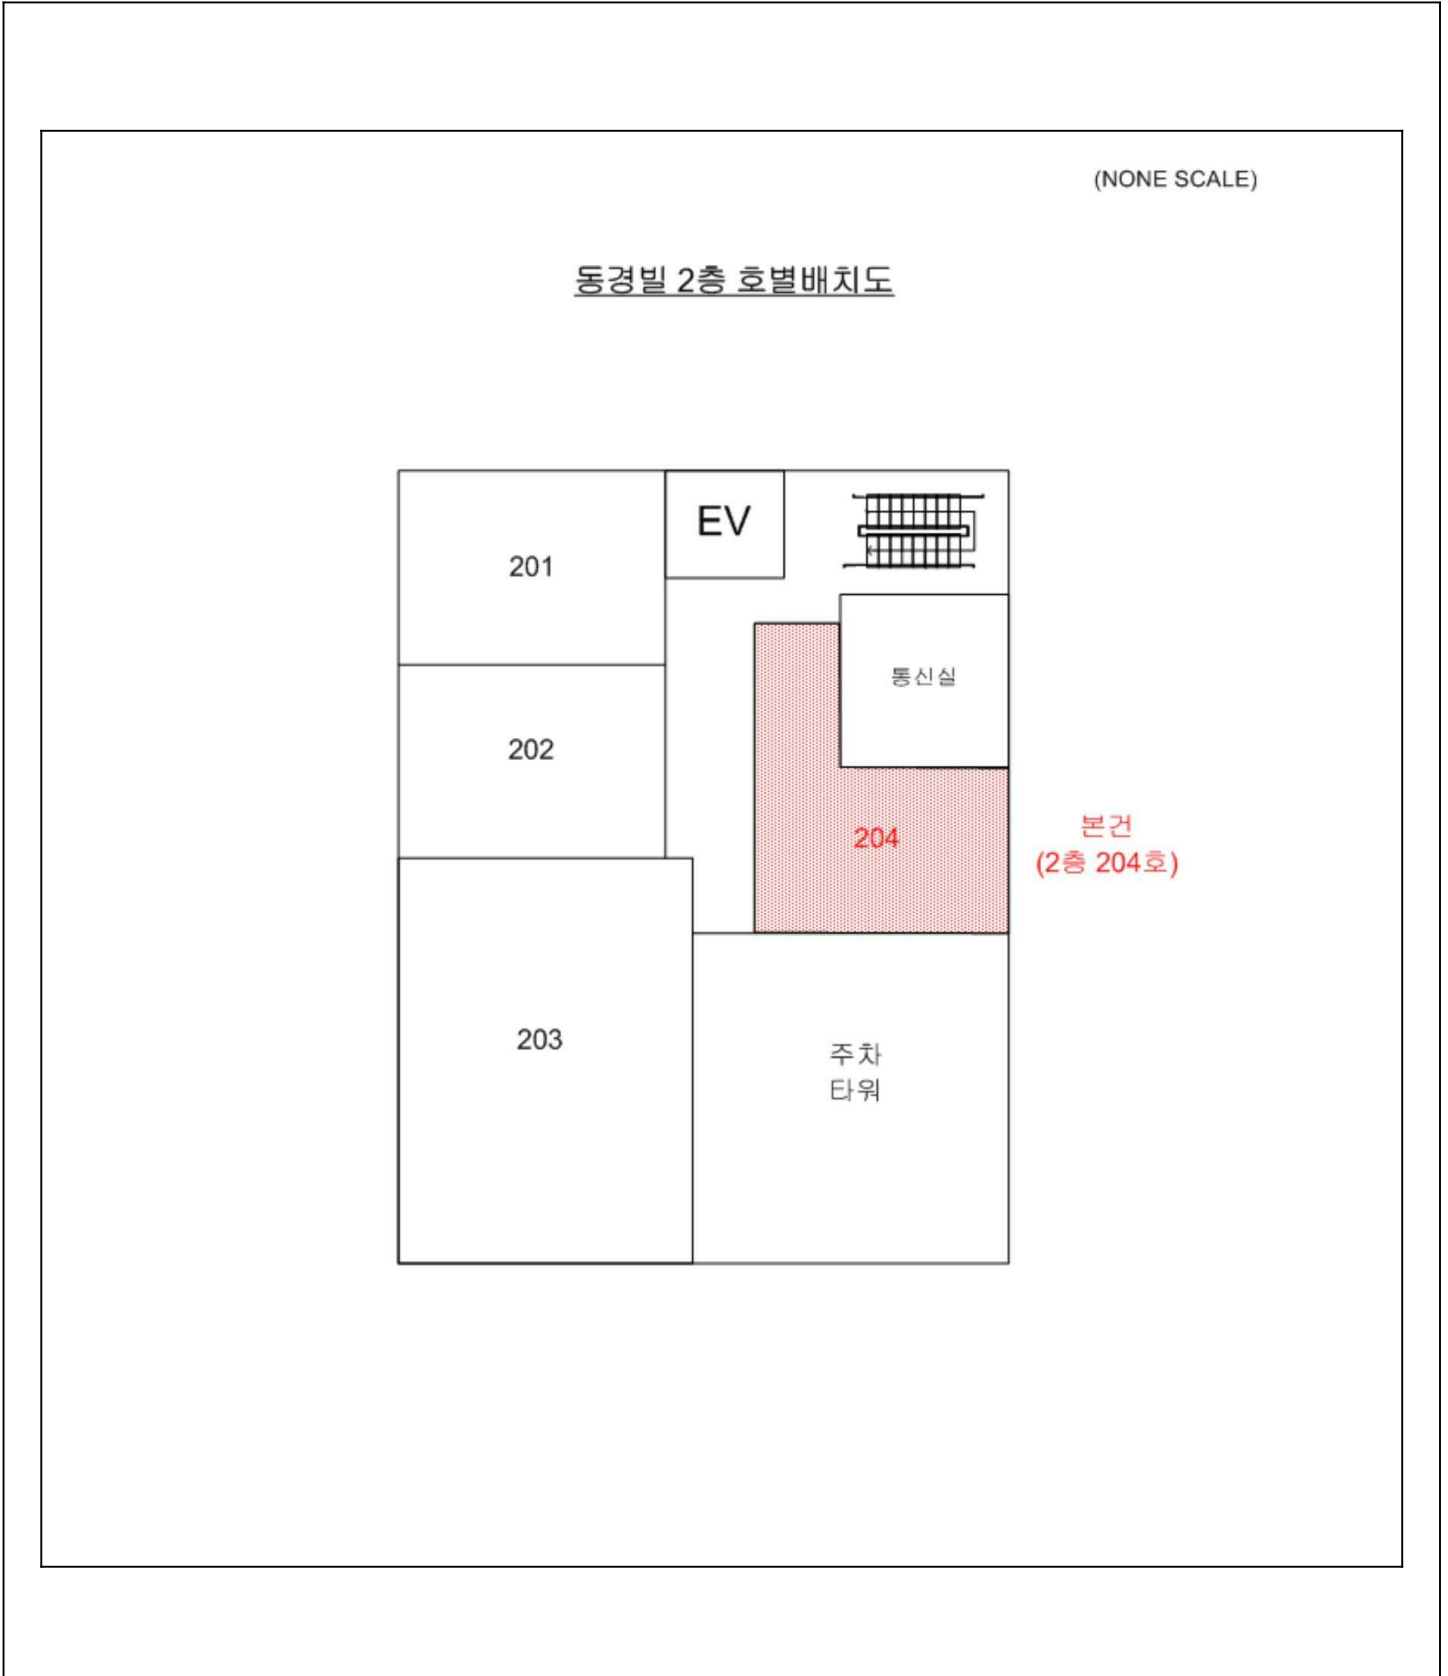 (NONE SCALE)
동경빌 2층 호별배치도
EV
201
통신실
202
204
본건
(2층 204호)
203
주차
타워